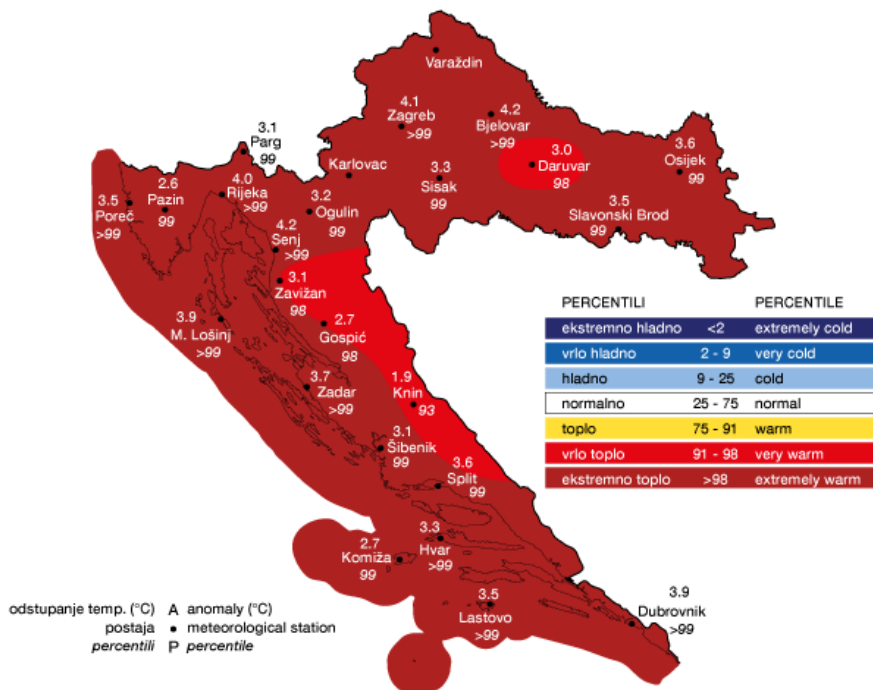 Varaždin
4.1
Zagreb
>99
4.2
Bjelovar
>99
3.1
Parg
99
3.0
Daruvar
98
3.6
Osijek
99
Karlovac
3.3
Sisak
99
2.6
Pazin
99
4.0
Rijeka
>99
3.5
Poreč
>99
3.2
Ogulin
99
3.5
Slavonski Brod
99
4.2
Senj
>99
3.1
Zavižan
98
3.9
M. Lošinj
>99
2.7
Gospić
98
3.7
Zadar
>99
1.9
Knin
93
3.1
Šibenik
99
3.6
Split
99
3.3
Hvar
>99
2.7
Komiža
99
3.5
Lastovo
>99
3.9
Dubrovnik
>99
PERCENTILI PERCENTILE
ekstremno hladno <2 extremely cold
vrlo hladno 2 - 9 very cold
hladno 9 - 25 cold
normalno 25 - 75 normal
toplo 75 - 91 warm
vrlo toplo 91 - 98 very warm
ekstremno toplo >98 extremely warm
odstupanje temp. (°C) A anomaly (°C)
postaja • meteorological station
percentili P percentile